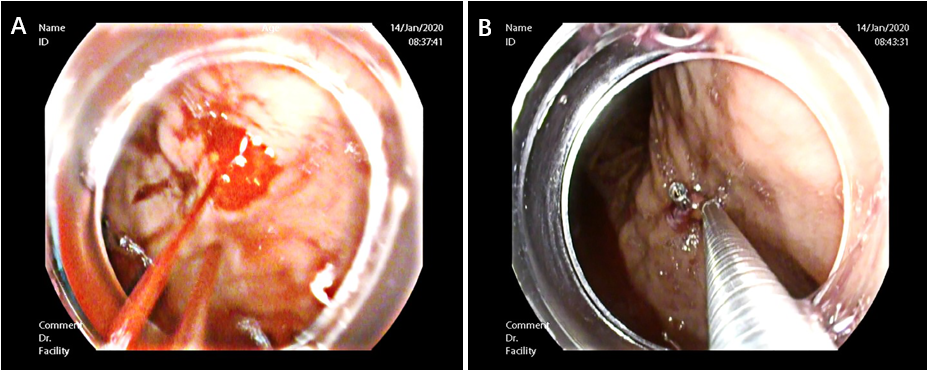 A
Name
14/Jan/2020
ID
08:37:41
Comment
Dr.
Facility
B
Name
14/Jan/2020
ID
08:43:31
Comment
Dr.
Facility